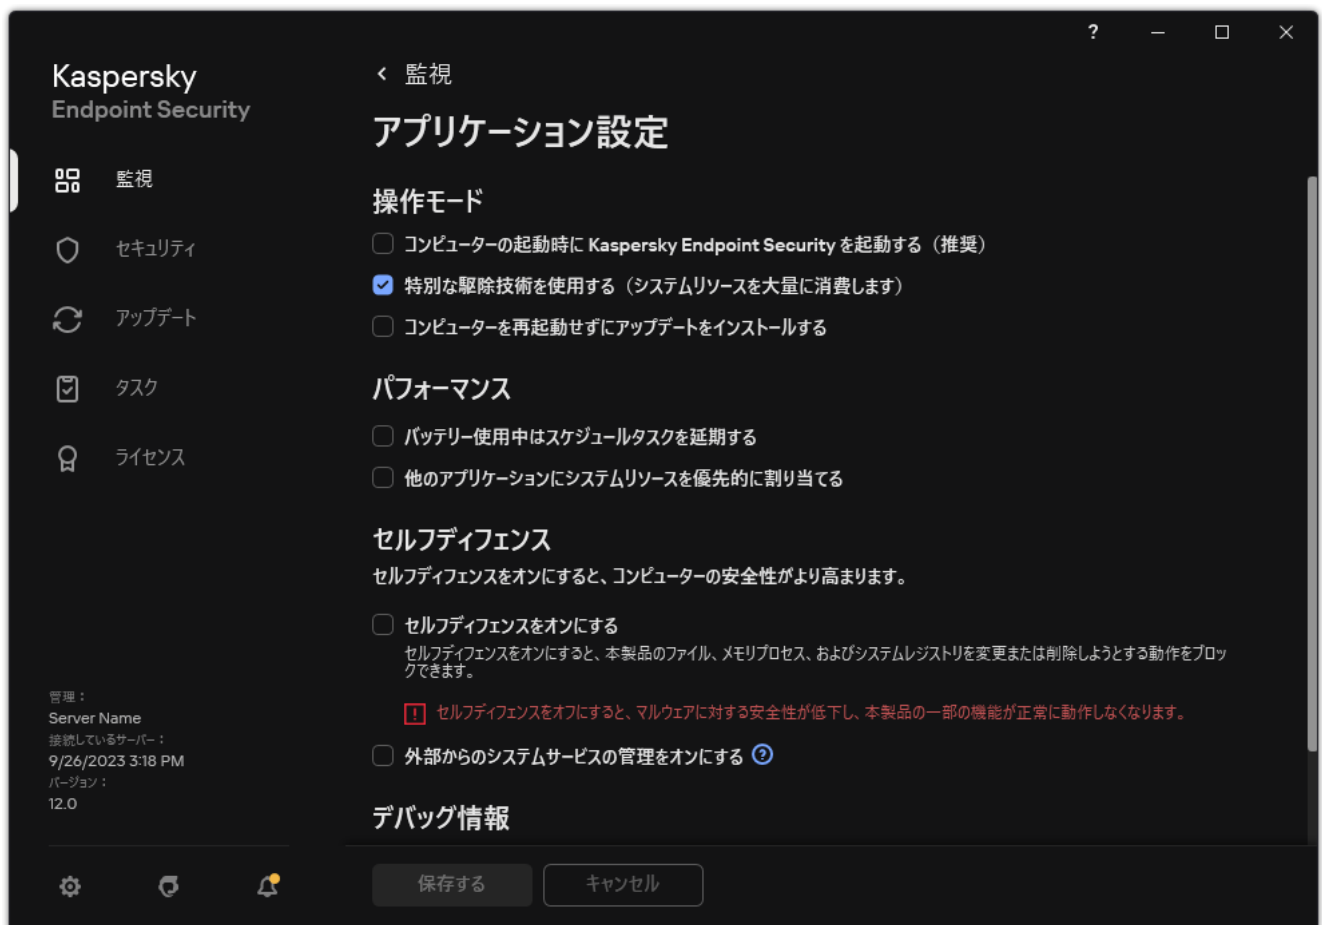 ?
Kaspersky
Endpoint Security
監視
セキュリティ
アップデート
タスク
ライセンス
管理：
Server Name
接続しているサーバー：
9/26/2023 3:18 PM
バージョン：
12.0
監視
アプリケーション設定
操作モード
コンピューターの起動時に Kaspersky Endpoint Security を起動する（推奨）
特別な駆除技術を使用する（システムリソースを大量に消費します）
コンピューターを再起動せずにアップデートをインストールする
パフォーマンス
バッテリー使用中はスケジュールタスクを延期する
他のアプリケーションにシステムリソースを優先的に割り当てる
セルフディフェンス
セルフディフェンスをオンにすると、コンピューターの安全性がより高まります。
セルフディフェンスをオンにする
セルフディフェンスをオンにすると、本製品のファイル、メモリプロセス、およびシステムレジストリを変更または削除しようとする動作をブロッ
クできます。
セルフディフェンスをオフにすると、マルウェアに対する安全性が低下し、本製品の一部の機能が正常に動作しなくなります。
外部からのシステムサービスの管理をオンにする ?
デバッグ情報
保存する
キャンセル